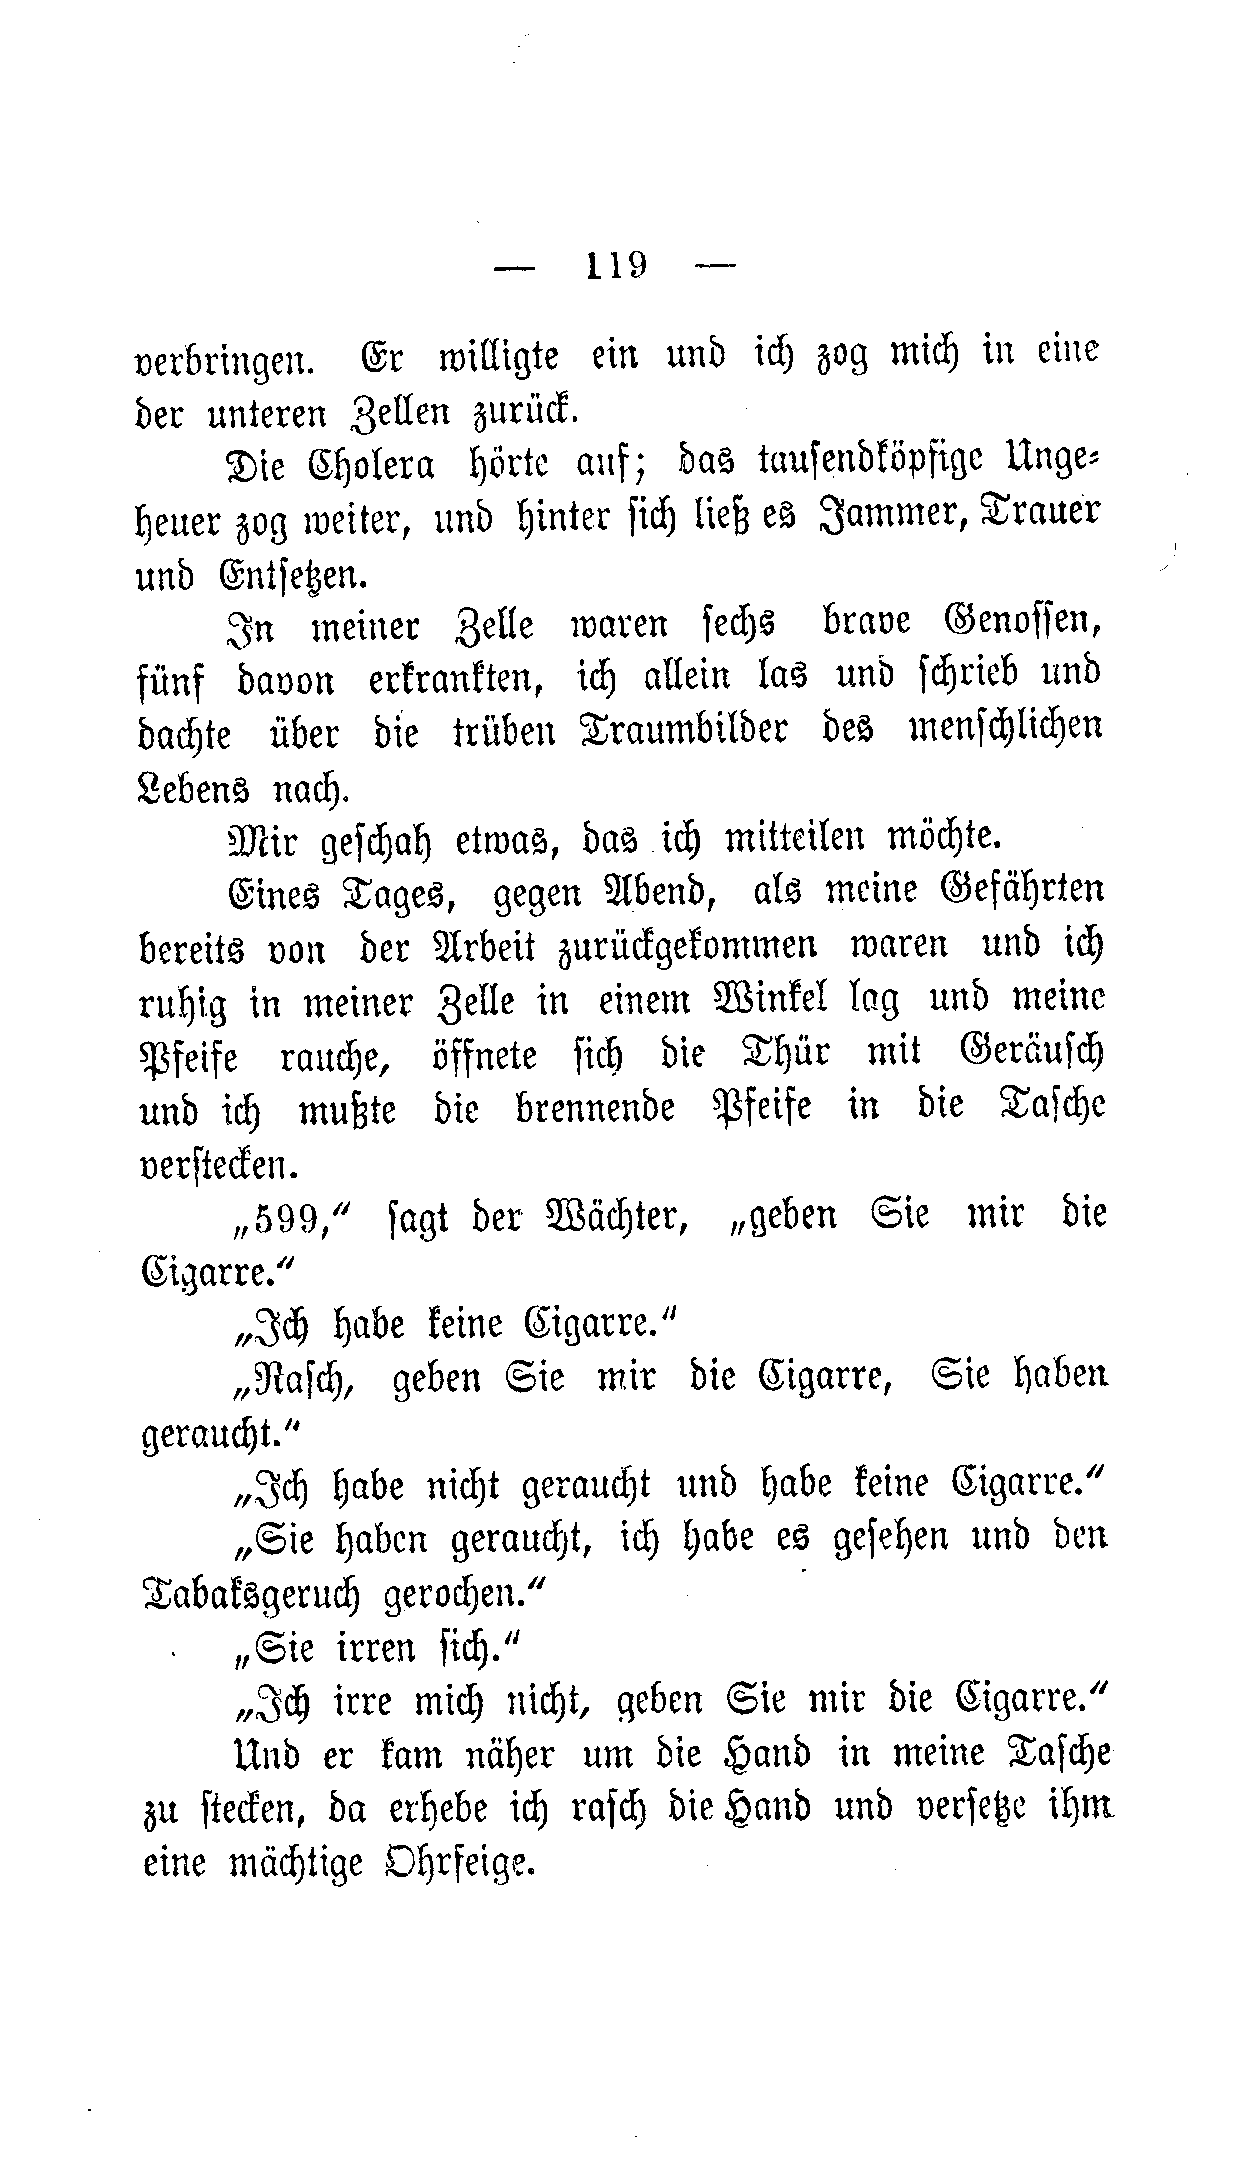 — 119 —
verbringen. Er willigte ein und ich zog mich in eine
der unteren Zellen zurück.
Die Cholera hörte auf; das tausendköpfige Unge-
heuer zog weiter, und hinter sich ließ es Jammer, Trauer
und Entsetzen.
In meiner Zelle waren sechs brave Genossen,
fünf davon erkrankten, ich allein las und schrieb und
dachte über die trüben Traumbilder des menschlichen
Lebens nach.
Mir geschah etwas, das ich mitteilen möchte.
Eines Tages, gegen Abend, als meine Gefährten
bereits von der Arbeit zurückgekommen waren und ich
ruhig in meiner Zelle in einem Winkel lag und meine
Pfeife rauche, öffnete sich die Thür mit Geräusch
und ich mußte die brennende Pfeife in die Tasche
verstecken.
„599,“ sagt der Wächter, „geben Sie mir die
Cigarre.“
„Ich habe keine Cigarre.“
„Rasch, geben Sie mir die Cigarre, Sie haben
geraucht.“
„Ich habe nicht geraucht und habe keine Cigarre.“
„Sie haben geraucht, ich habe es gesehen und den
Tabaksgeruch gerochen.“
„Sie irren sich.“
„Ich irre mich nicht, geben Sie mir die Cigarre.“
Und er kam näher um die Hand in meine Tasche
zu stecken, da erhebe ich rasch die Hand und versetze ihm
eine mächtige Ohrfeige.